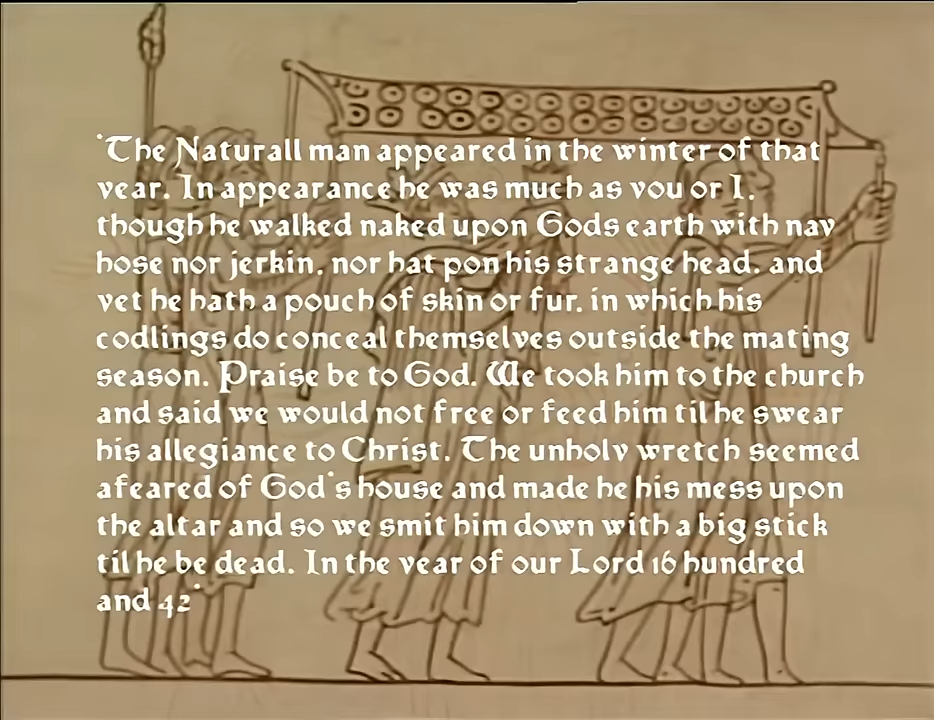 'The Naturall man appeared in the winter of that
year. In appearance he was much as you or I,
though he walked naked upon Gods earth with nay
hose nor jerkin, nor hat pon his strange head, and
yet he hath a pouch of skin or fur, in which his
codlings do conceal themselves outside the mating
season. Praise be to God. We took him to the church
and said we would not free or feed him til he swear
his allegiance to Christ. The unholy wretch seemed
afeared of God's house and made he his mess upon
the altar and so we smit him down with a big stick
til he be dead. In the year of our Lord 16 hundred
and 42'